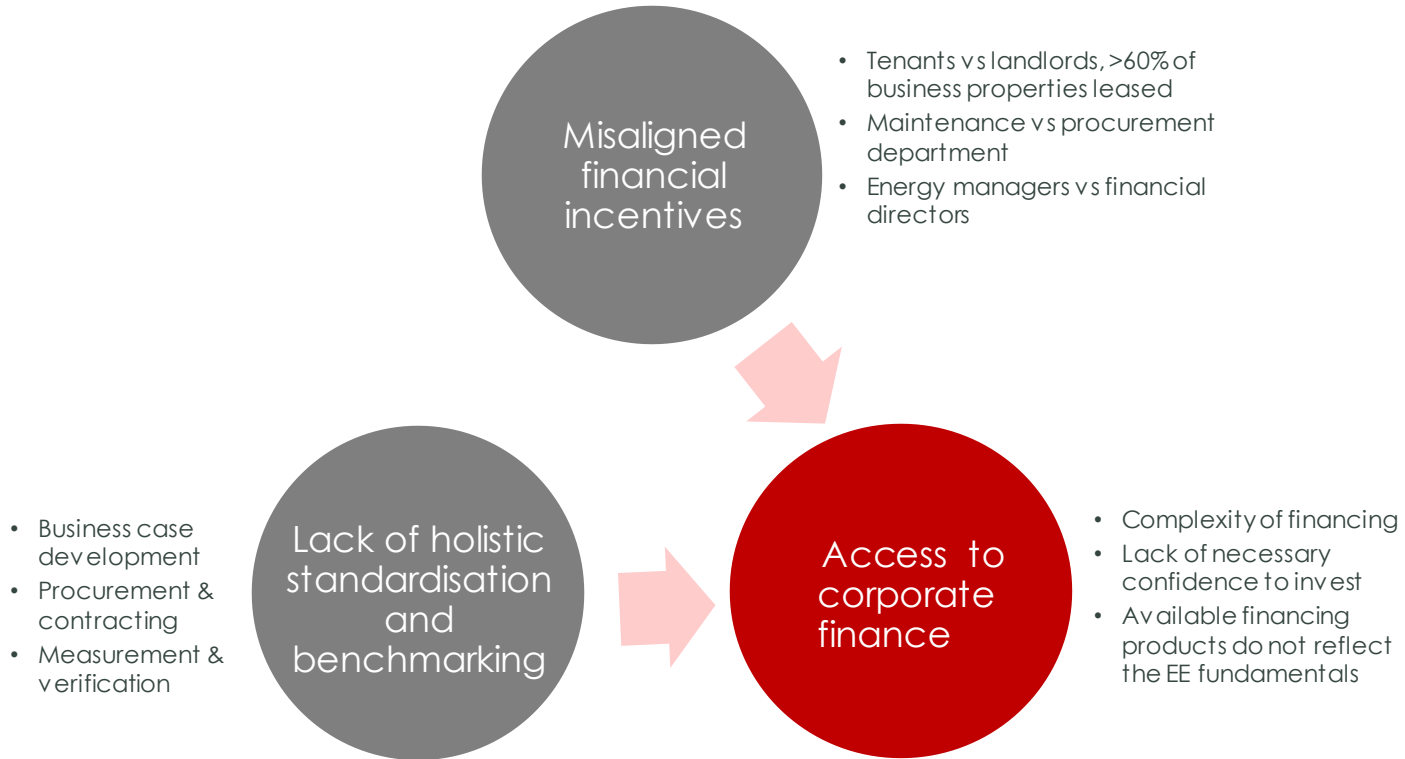 Misaligned
financial
incentives
• Tenants vs landlords, >60% of
business properties leased
• Maintenance vs procurement
department
• Energy managers vs financial
directors
• Business case
development
• Procurement &
contracting
• Measurement &
verification
Lack of holistic
standardisation
and
benchmarking
Access to
corporate
finance
• Complexity of financing
• Lack of necessary
confidence to invest
• Available financing
products do not reflect
the EE fundamentals